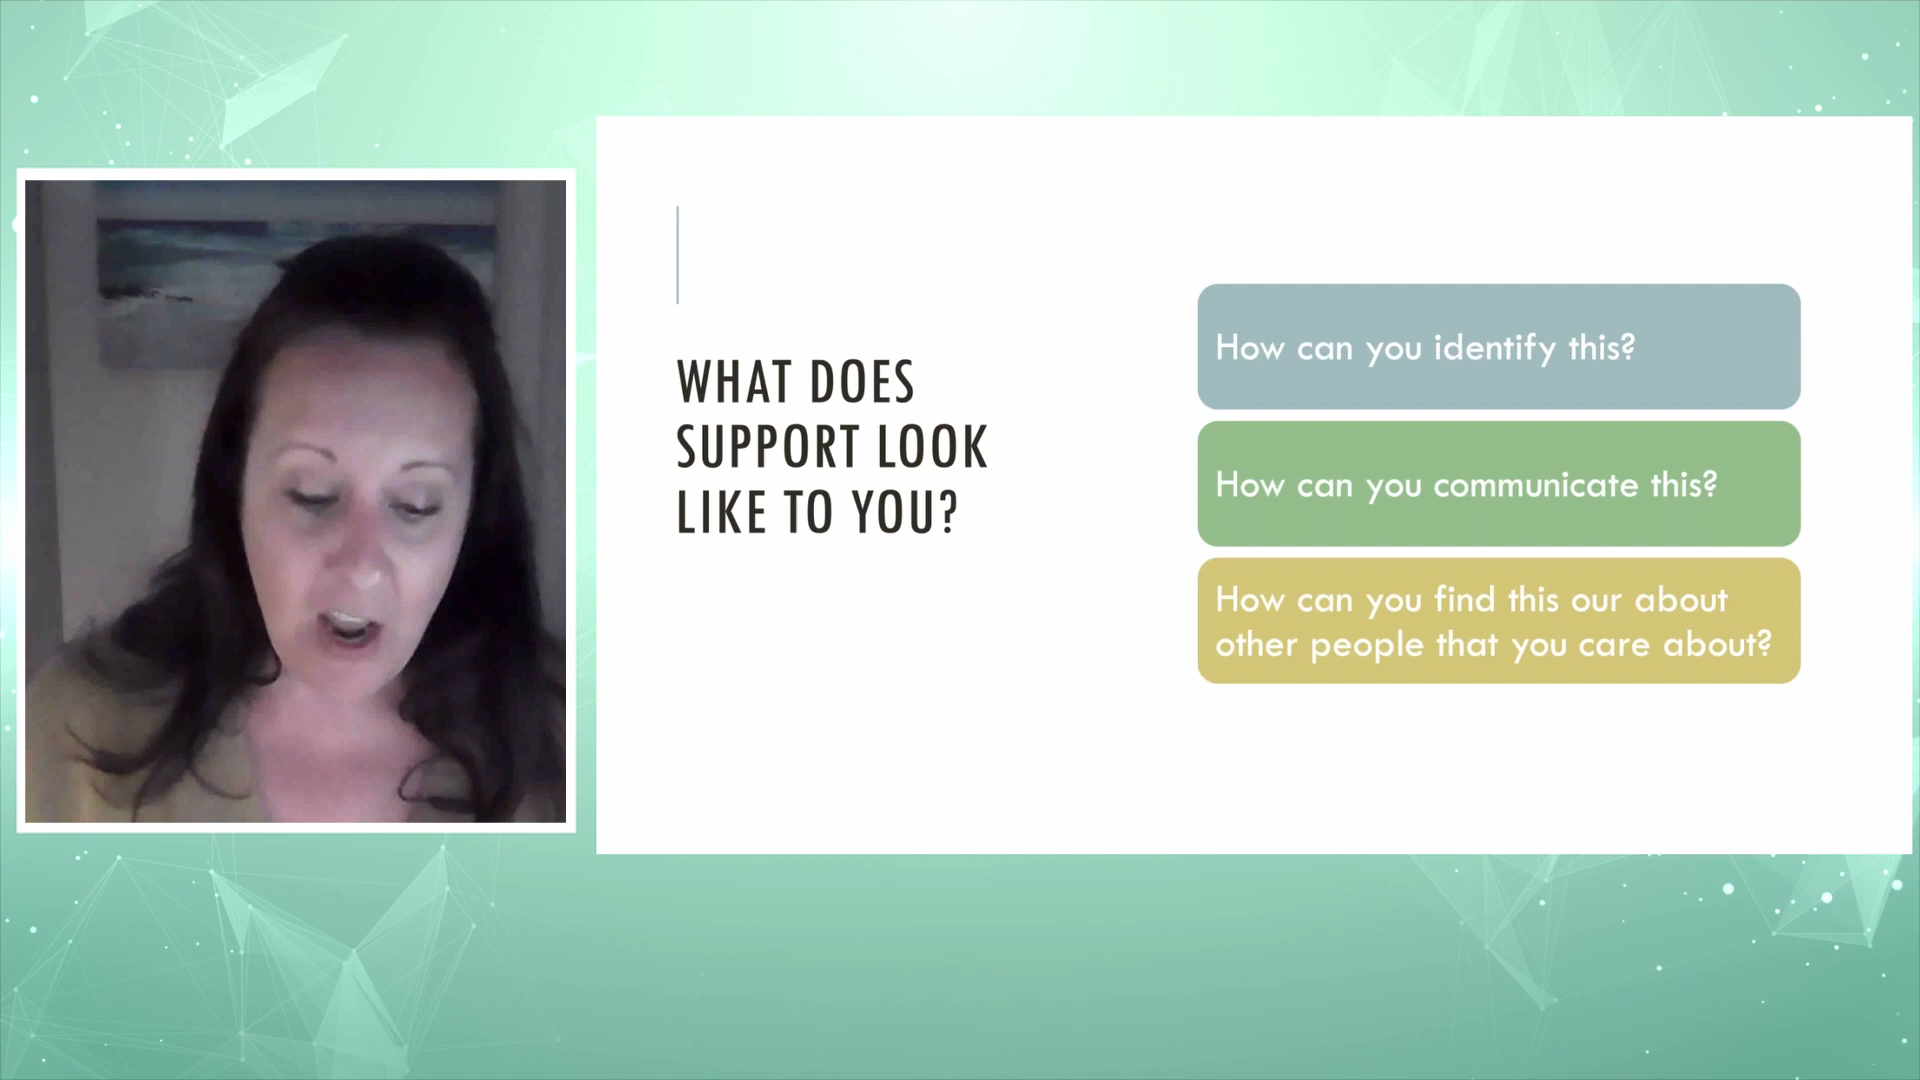 WHAT DOES
SUPPORT LOOK
LIKE TO YOU?
How can you identify this?
How can you communicate this?
How can you find this our about
other people that you care about?